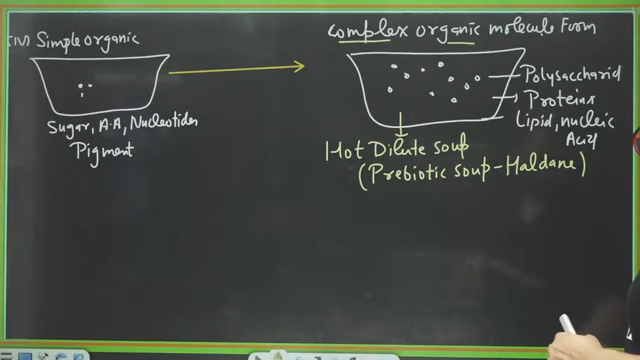 (IV) Simple organic
Sugar, A.A, Nucleotides
Pigment
complex organic molecule Form
Polysaccharid
Proteins
Lipid, nucleic
Acid
Hot Dilute soup
(Prebiotic soup-Haldane)